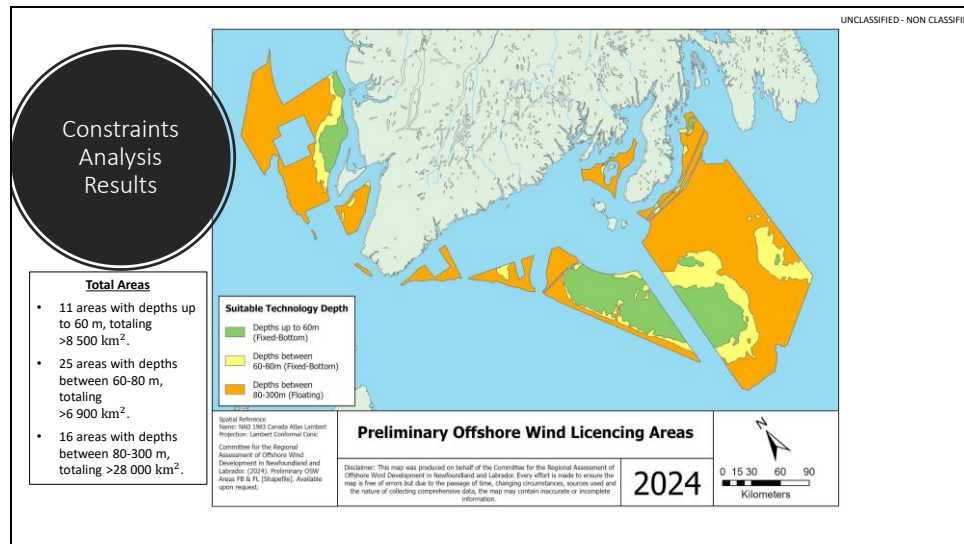 UNCLASSIFIED - NON CLASSIFI
Constraints
Analysis
Results
Total Areas
• 11 areas with depths up
to 60 m, totaling
>8 500 km².
• 25 areas with depths
between 60-80 m,
totaling
>6 900 km².
• 16 areas with depths
between 80-300 m,
totaling >28 000 km².
Suitable Technology Depth
Depths up to 60m
(Fixed-Bottom)
Depths between
60-80m (Fixed-Bottom)
Depths between
80-300m (Floating)
Spatial Reference
Name: NAD 1983 Canada Atlas Lambert
Projection: Lambert Conformal Conic
Committee for the Regional
Assessment of Offshore Wind
Development in Newfoundland and
Labrador. (2024). Preliminary OSW
Areas FB & FL [Shapefile]. Available
upon request.
Preliminary Offshore Wind Licencing Areas
Disclaimer: This map was produced on behalf of the Committee for the Regional Assessment of
Offshore Wind Development in Newfoundland and Labrador. Every effort is made to ensure the
map is free of errors but due to the passage of time, changing circumstances, sources used and
the nature of collecting comprehensive data, the map may contain inaccurate or incomplete
information.
2024
N
0 15 30 60 90
Kilometers